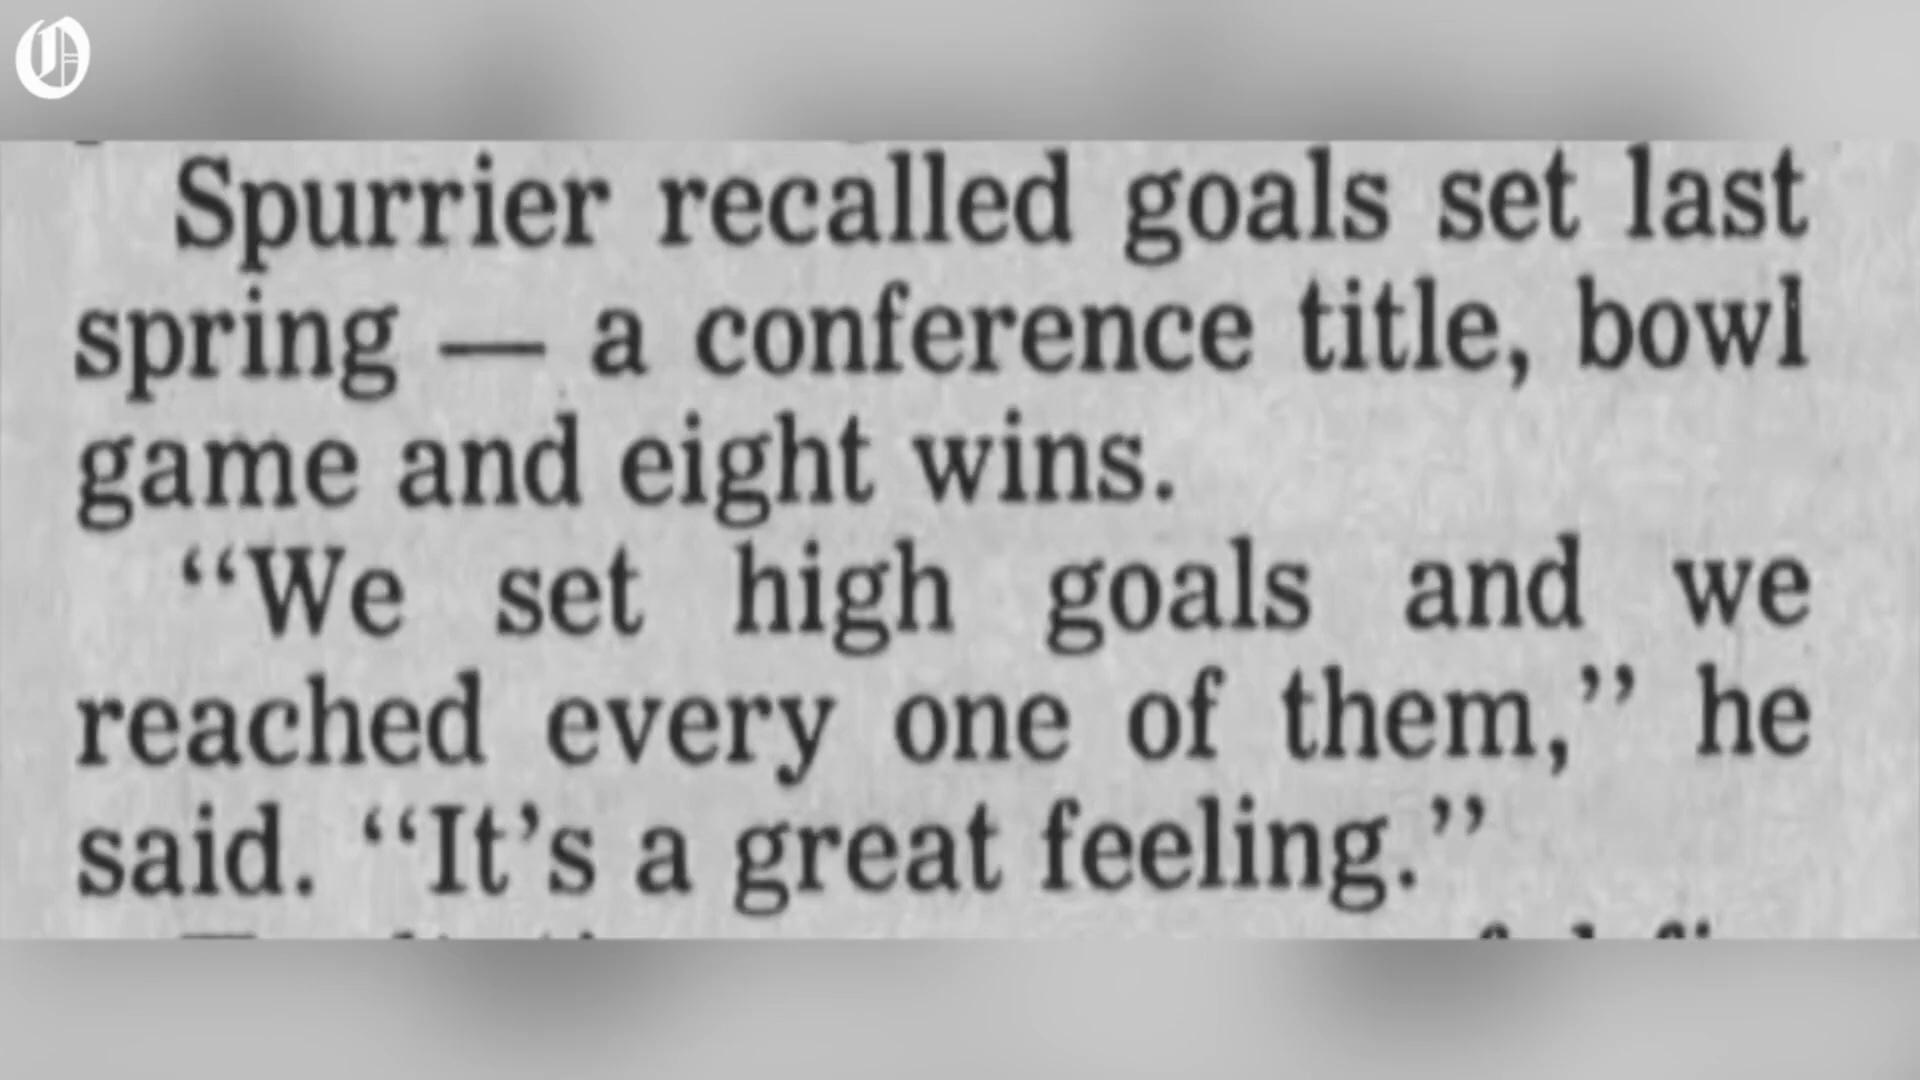 O
Spurrier recalled goals set last
spring — a conference title, bowl
game and eight wins.
‘‘We set high goals and we
reached every one of them,’’ he
said. ‘‘It’s a great feeling.’’